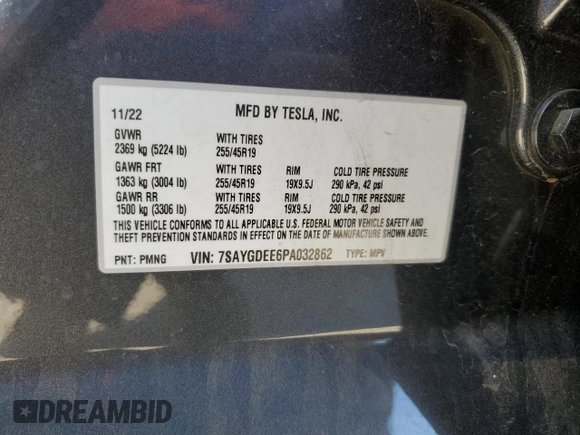 11/22 MFD BY TESLA, INC.
GVWR WITH TIRES
2369 kg (5224 lb) 255/45R19
GAWR FRT WITH TIRES RIM COLD TIRE PRESSURE
1363 kg (3004 lb) 255/45R19 19X9.5J 290 kPa, 42 psi
GAWR RR WITH TIRES RIM COLD TIRE PRESSURE
1500 kg (3306 lb) 255/45R19 19X9.5J 290 kPa, 42 psi
THIS VEHICLE CONFORMS TO ALL APPLICABLE U.S. FEDERAL MOTOR VEHICLE SAFETY AND
THEFT PREVENTION STANDARDS IN EFFECT ON THE DATE OF MANUFACTURE SHOWN ABOVE.
PNT: PMNG VIN: 7SAYGDEE6PA032862 TYPE: MPV
DREAMBID